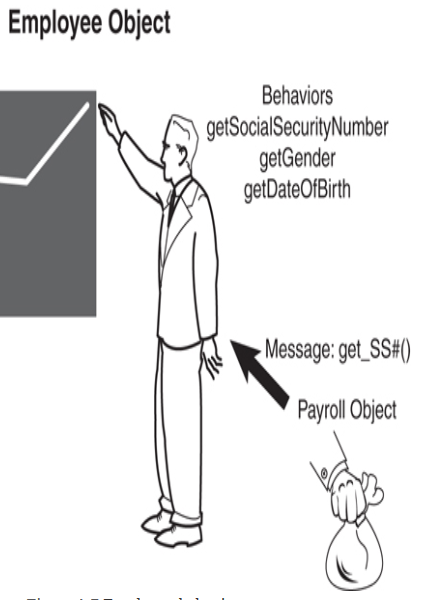 Employee Object
Behaviors
getSocialSecurityNumber
getGender
getDateOfBirth
Message: get_SS#()
Payroll Object